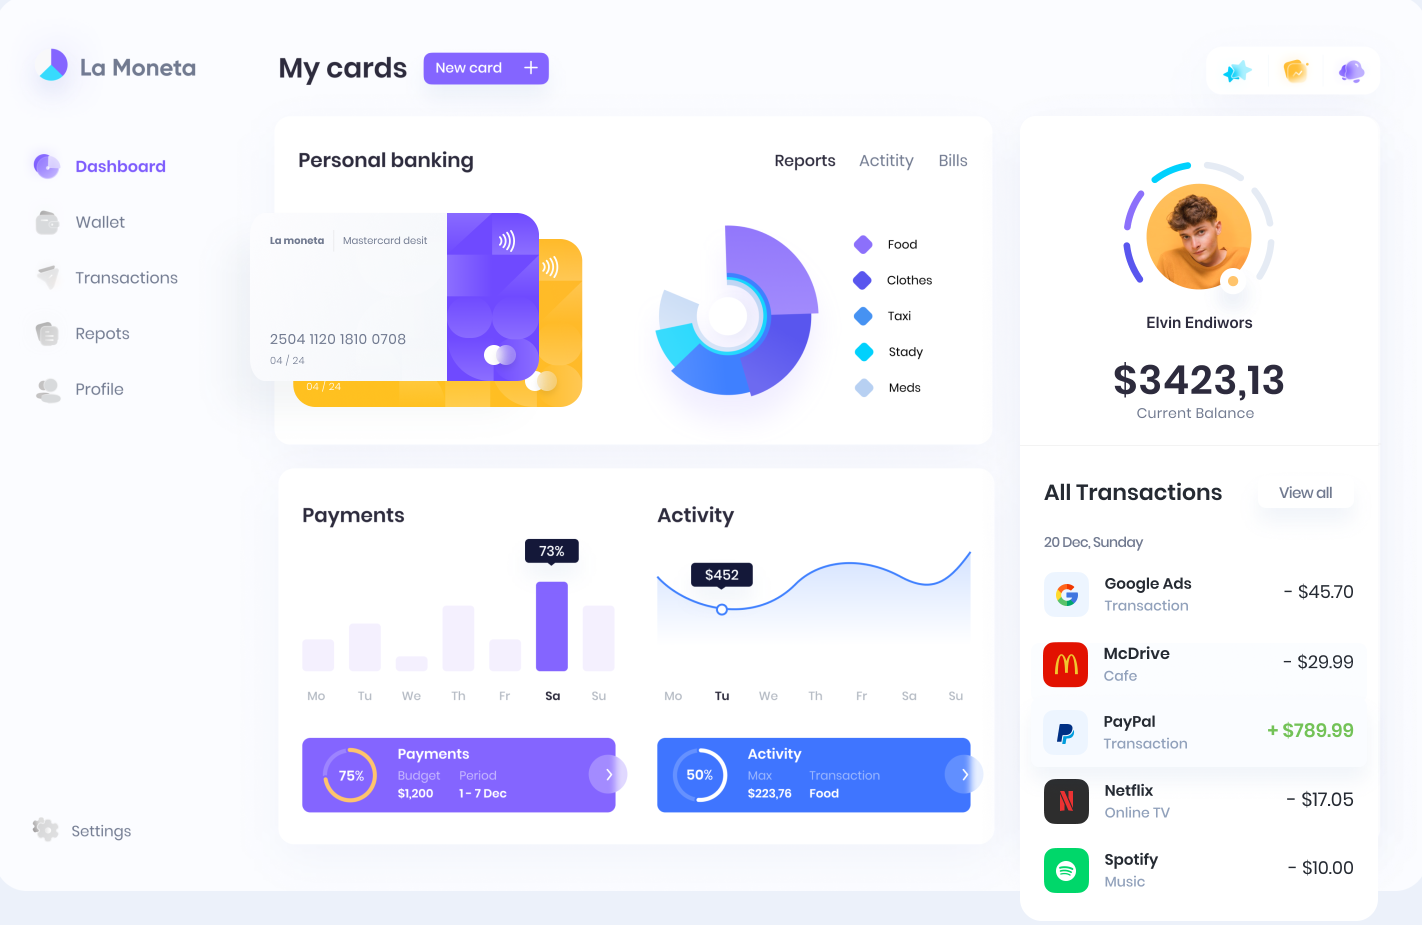 La Moneta
My cards
New card
Dashboard
Wallet
Transactions
Repots
Profile
Settings
Personal banking
Reports Actitity Bills
La moneta Mastercard desit
2504 1120 1810 0708
04 / 24
04 / 24
Food
Clothes
Taxi
Stady
Meds
Payments
73%
Mo Tu We Th Fr Sa Su
Activity
$452
Mo Tu We Th Fr Sa Su
75%
Payments
Budget Period
$1,200 1 - 7 Dec
50%
Activity
Max Transaction
$223,76 Food
Elvin Endiwors
$3423,13
Current Balance
All Transactions
View all
20 Dec, Sunday
Google Ads
Transaction
- $45.70
McDrive
Cafe
- $29.99
PayPal
Transaction
+ $789.99
Netflix
Online TV
- $17.05
Spotify
Music
- $10.00